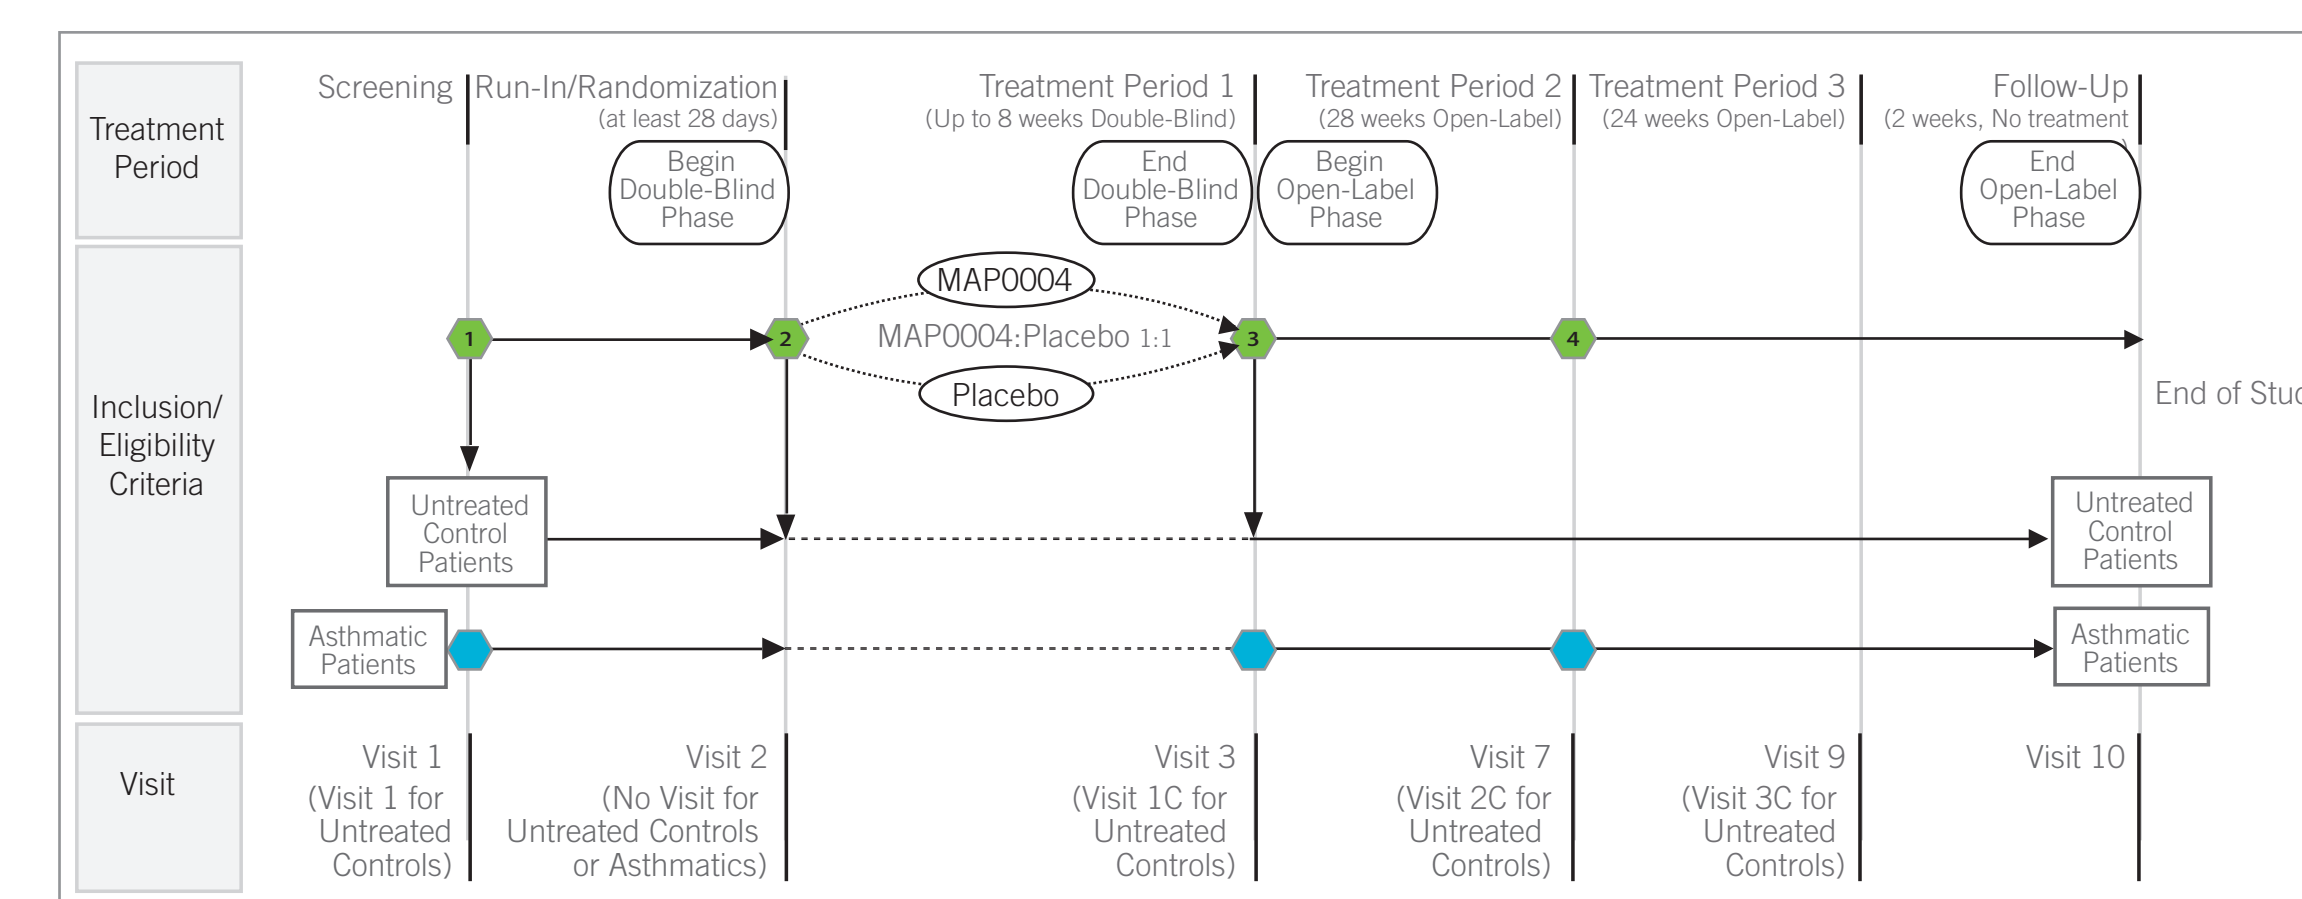 Treatment
Period
Screening
Run-In/Randomization
(at least 28 days)
Treatment Period 1
(Up to 8 weeks Double-Blind)
Treatment Period 2
(28 weeks Open-Label)
Treatment Period 3
(24 weeks Open-Label)
Follow-Up
(2 weeks, No treatment
)
Begin
Double-Blind
Phase
End
Double-Blind
Phase
Begin
Open-Label
Phase
End
Open-Label
Phase
Inclusion/
Eligibility
Criteria
1
2
MAP0004
MAP0004:Placebo 1:1
Placebo
3
4
End of
Untreated
Control
Patients
Untreated
Control
Patients
Asthmatic
Patients
Asthmatic
Patients
Visit
Visit 1
(Visit 1 for
Untreated
Controls)
Visit 2
(No Visit for
Untreated Controls
or Asthmatics)
Visit 3
(Visit 1C for
Untreated
Controls)
Visit 7
(Visit 2C for
Untreated
Controls)
Visit 9
(Visit 3C for
Untreated
Controls)
Visit 10